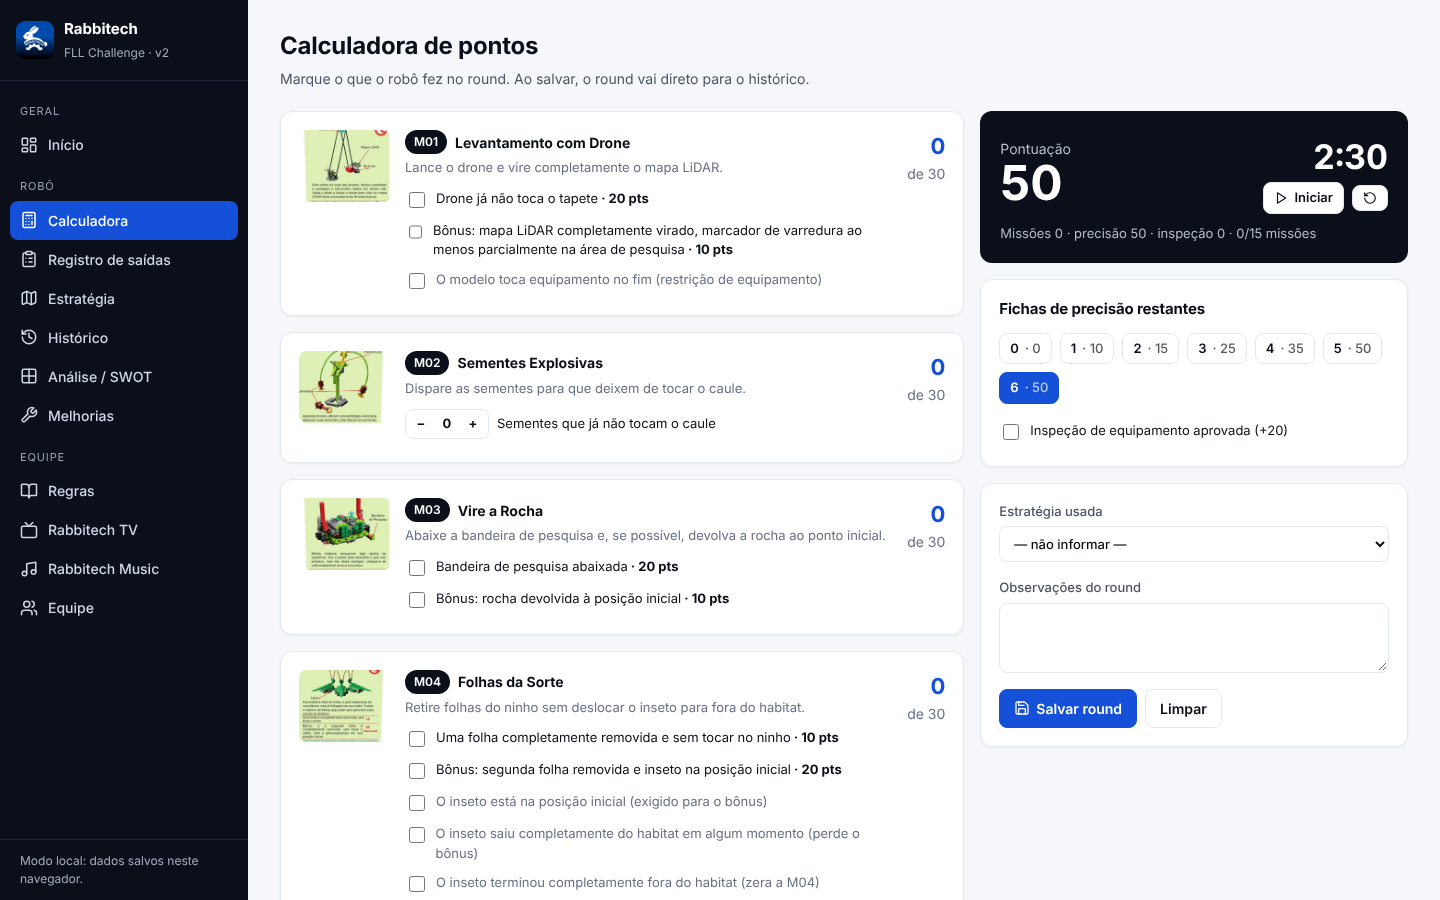 Rabbitech
FLL Challenge · v2
GERAL
Início
ROBÔ
Calculadora
Registro de saídas
Estratégia
Histórico
Análise / SWOT
Melhorias
EQUIPE
Regras
Rabbitech TV
Rabbitech Music
Equipe
Modo local: dados salvos neste
navegador.
Calculadora de pontos
Marque o que o robô fez no round. Ao salvar, o round vai direto para o histórico.
M01 Levantamento com Drone
Lance o drone e vire completamente o mapa LiDAR.
Drone já não toca o tapete · 20 pts
Bônus: mapa LiDAR completamente virado, marcador de varredura ao
menos parcialmente na área de pesquisa · 10 pts
O modelo toca equipamento no fim (restrição de equipamento)
0
de 30
M02 Sementes Explosivas
Dispare as sementes para que deixem de tocar o caule.
− 0 + Sementes que já não tocam o caule
0
de 30
M03 Vire a Rocha
Abaixe a bandeira de pesquisa e, se possível, devolva a rocha ao ponto inicial.
Bandeira de pesquisa abaixada · 20 pts
Bônus: rocha devolvida à posição inicial · 10 pts
0
de 30
M04 Folhas da Sorte
Retire folhas do ninho sem deslocar o inseto para fora do habitat.
Uma folha completamente removida e sem tocar no ninho · 10 pts
Bônus: segunda folha removida e inseto na posição inicial · 20 pts
O inseto está na posição inicial (exigido para o bônus)
O inseto saiu completamente do habitat em algum momento (perde o
bônus)
O inseto terminou completamente fora do habitat (zera a M04)
0
de 30
Pontuação
50
2:30
Iniciar
Missões 0 · precisão 50 · inspeção 0 · 0/15 missões
Fichas de precisão restantes
0 · 0
1 · 10
2 · 15
3 · 25
4 · 35
5 · 50
6 · 50
Inspeção de equipamento aprovada (+20)
Estratégia usada
— não informar —
Observações do round
Salvar round
Limpar